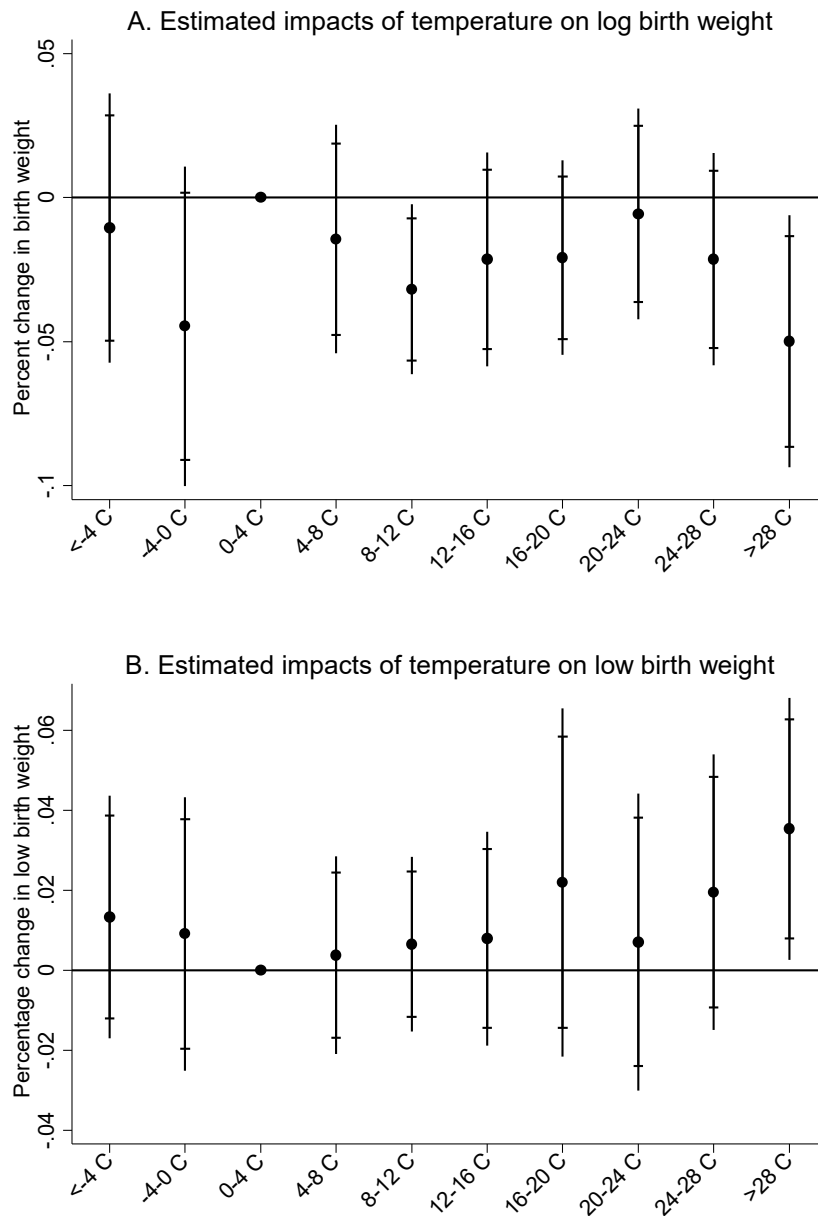 A. Estimated impacts of temperature on log birth weight
Percent change in birth weight
.05
0
-.05
-.1
<-4 C
-4-0 C
0-4 C
4-8 C
8-12 C
12-16 C
16-20 C
20-24 C
24-28 C
>28 C
B. Estimated impacts of temperature on low birth weight
Percentage change in low birth weight
.06
.04
.02
0
-.02
-.04
<-4 C
-4-0 C
0-4 C
4-8 C
8-12 C
12-16 C
16-20 C
20-24 C
24-28 C
>28 C